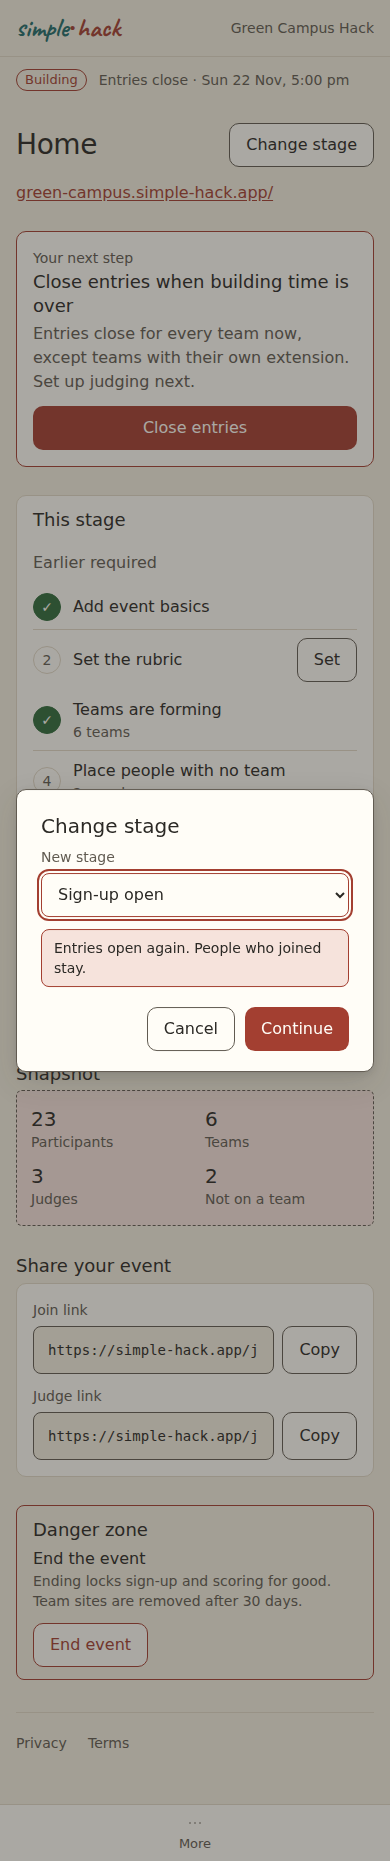 simple·hack
Green Campus Hack
Building
Entries close · Sun 22 Nov, 5:00 pm
Home
Change stage
green-campus.simple-hack.app/
Your next step
Close entries when building time is
over
Entries close for every team now,
except teams with their own extension.
Set up judging next.
Close entries
This stage
Earlier required
✓ Add event basics
2 Set the rubric
Set
✓ Teams are forming
6 teams
4 Place people with no team
Change stage
New stage
Sign-up open
Entries open again. People who joined
stay.
Cancel
Continue
Snapshot
23
6
Participants
Teams
3
2
Judges
Not on a team
Share your event
Join link
https://simple-hack.app/j
Copy
Judge link
https://simple-hack.app/j
Copy
Danger zone
End the event
Ending locks sign-up and scoring for good.
Team sites are removed after 30 days.
End event
Privacy
Terms
...
More